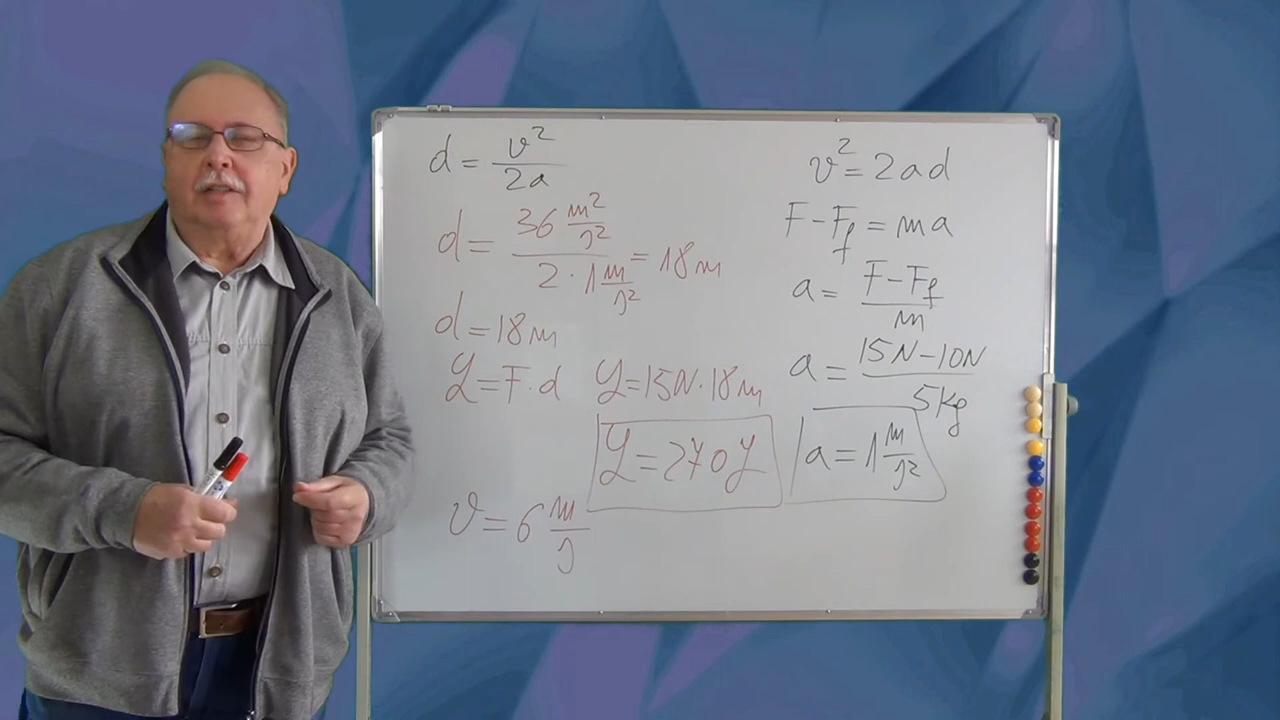 d = v²/2a
d = 36 m²/s² / 2 · 1 m/s² = 18 m
d = 18 m
L = F · d L = 15N · 18 m
L = 270 J
v = 6 m/s
v² = 2ad
F - Ff = ma
a = F - Ff / m
a = 15N - 10N / 5kg
a = 1 m/s²